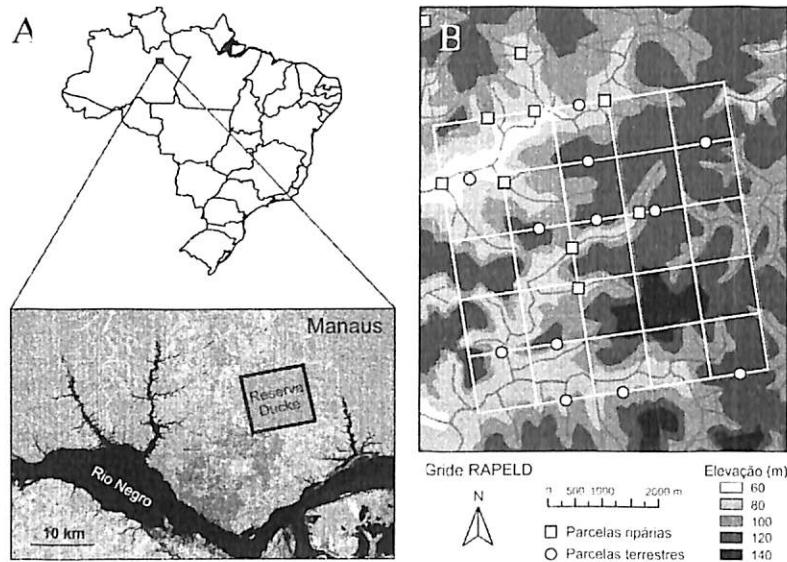 A
B
Manaus
Reserva
Ducke
Rio Negro
10 km
Gride RAPELD
N
0 500 1000 2000 m
Parcelas ripárias
Parcelas terrestres
Elevação (m)
60
80
100
120
140